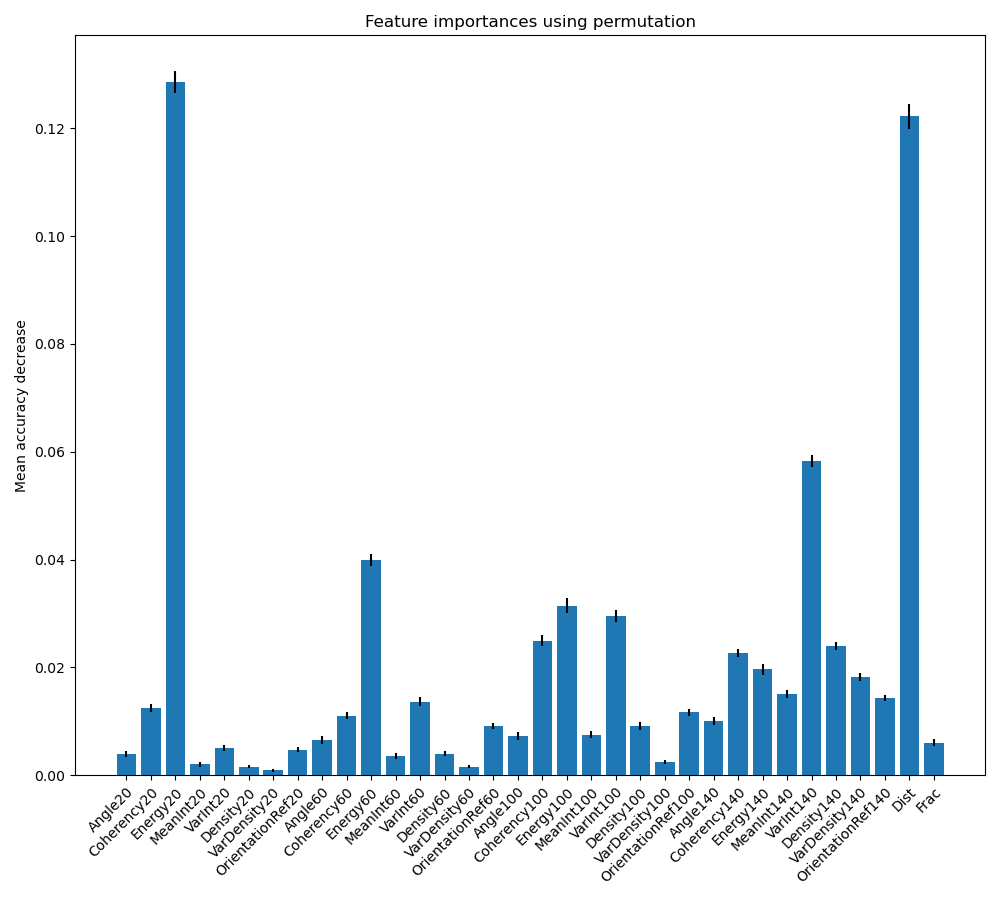 Feature importances using permutation
Mean accuracy decrease
0.12
0.10
0.08
0.06
0.04
0.02
0.00
Angle20
Coherency20
Energy20
MeanInt20
VarInt20
Density20
VarDensity20
OrientationRef20
Angle60
Coherency60
Energy60
MeanInt60
VarInt60
Density60
VarDensity60
OrientationRef60
Angle100
Coherency100
Energy100
MeanInt100
VarInt100
Density100
VarDensity100
OrientationRef100
Angle140
Coherency140
Energy140
MeanInt140
VarInt140
Density140
VarDensity140
OrientationRef140
Dist
Frac